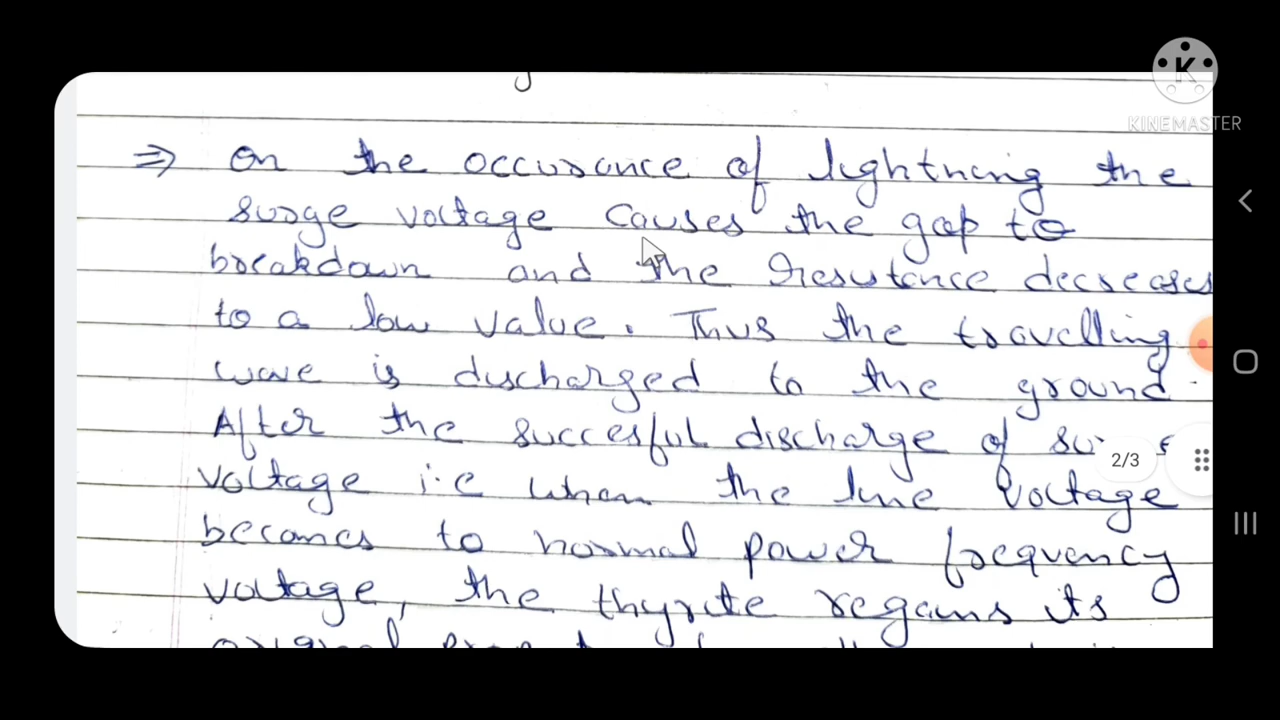 ⇒ On the occurance of lightning the
surge voltage causes the gap to
breakdown and the resistence decreases
to a low value. Thus the travelling
wave is discharged to the ground.
After the succesful discharge of
voltage i.e when the line voltage
becomes to normal power frequency
voltage, the thyrite regains its
original
2/3
K
KINEMASTER